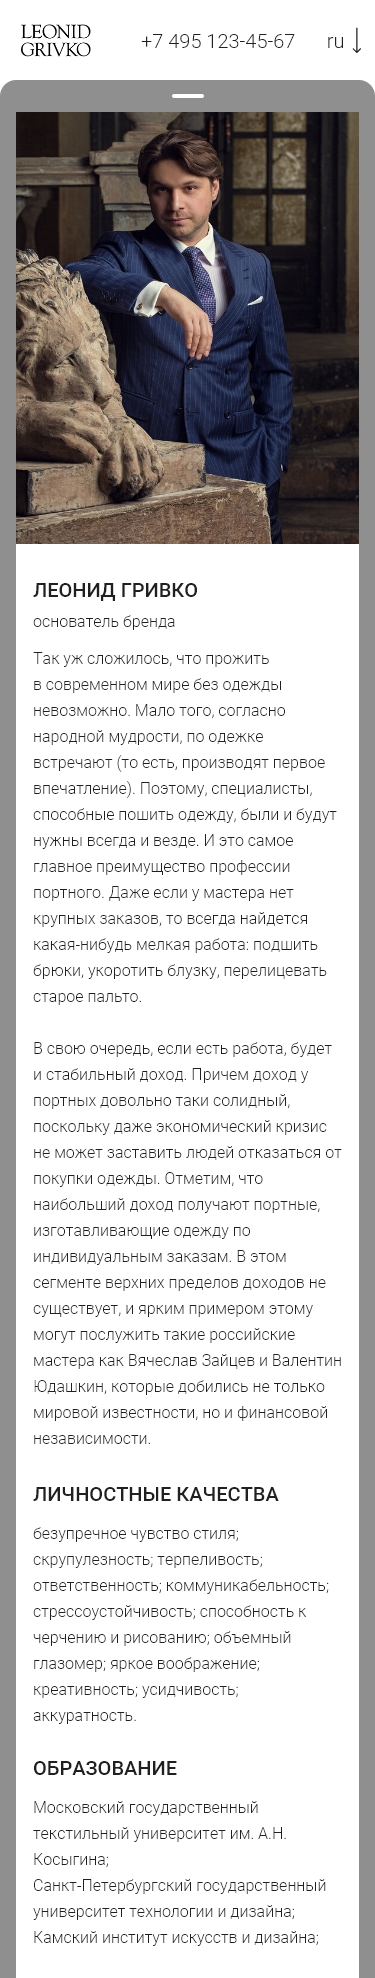 LEONID
GRIVKO
+7 495 123-45-67
ru
ЛЕОНИД ГРИВКО
основатель бренда
Так уж сложилось, что прожить
в современном мире без одежды
невозможно. Мало того, согласно
народной мудрости, по одежке
встречают (то есть, производят первое
впечатление). Поэтому, специалисты,
способные пошить одежду, были и будут
нужны всегда и везде. И это самое
главное преимущество профессии
портного. Даже если у мастера нет
крупных заказов, то всегда найдется
какая-нибудь мелкая работа: подшить
брюки, укоротить блузку, перелицевать
старое пальто.
В свою очередь, если есть работа, будет
и стабильный доход. Причем доход у
портных довольно таки солидный,
поскольку даже экономический кризис
не может заставить людей отказаться от
покупки одежды. Отметим, что
наибольший доход получают портные,
изготавливающие одежду по
индивидуальным заказам. В этом
сегменте верхних пределов доходов не
существует, и ярким примером этому
могут послужить такие российские
мастера как Вячеслав Зайцев и Валентин
Юдашкин, которые добились не только
мировой известности, но и финансовой
независимости.
ЛИЧНОСТНЫЕ КАЧЕСТВА
безупречное чувство стиля;
скрупулезность; терпеливость;
ответственность; коммуникабельность;
стрессоустойчивость; способность к
черчению и рисованию; объемный
глазомер; яркое воображение;
креативность; усидчивость;
аккуратность.
ОБРАЗОВАНИЕ
Московский государственный
текстильный университет им. А.Н.
Косыгина;
Санкт-Петербургский государственный
университет технологии и дизайна;
Камский институт искусств и дизайна;